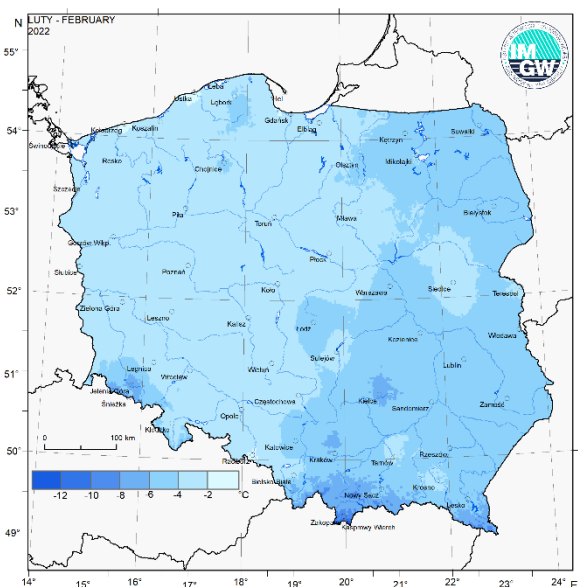 N LUTY - FEBRUARY
2022
IM
GW
55°
54°
53°
52°
51°
50°
49°
Łeba
Ustka
Hel
Lębork
Gdańsk
Elbląg
Kołobrzeg
Koszalin
Świnoujście
Resko
Chojnice
Kętrzyn
Suwałki
Mikołajki
Olsztyn
Szczecin
Piła
Toruń
Mława
Białystok
Gorzów Wlkp.
Słubice
Poznań
Płock
Koło
Warszawa
Siedlce
Terespol
Zielona Góra
Leszno
Kalisz
Łódź
Kozienice
Włodawa
Sulejów
Legnica
Wrocław
Wieluń
Lublin
Jelenia Góra
Śnieżka
Częstochowa
Kielce
Sandomierz
Zamość
Kłodzko
Opole
Katowice
Racibórz
Kraków
Tarnów
Rzeszów
Bielsko-Biała
Nowy Sącz
Krosno
Lesko
Zakopane
Kasprowy Wierch
0 100 km
-12 -10 -8 -6 -4 -2 °C
14° 15° 16° 17° 18° 19° 20° 21° 22° 23° 24° E